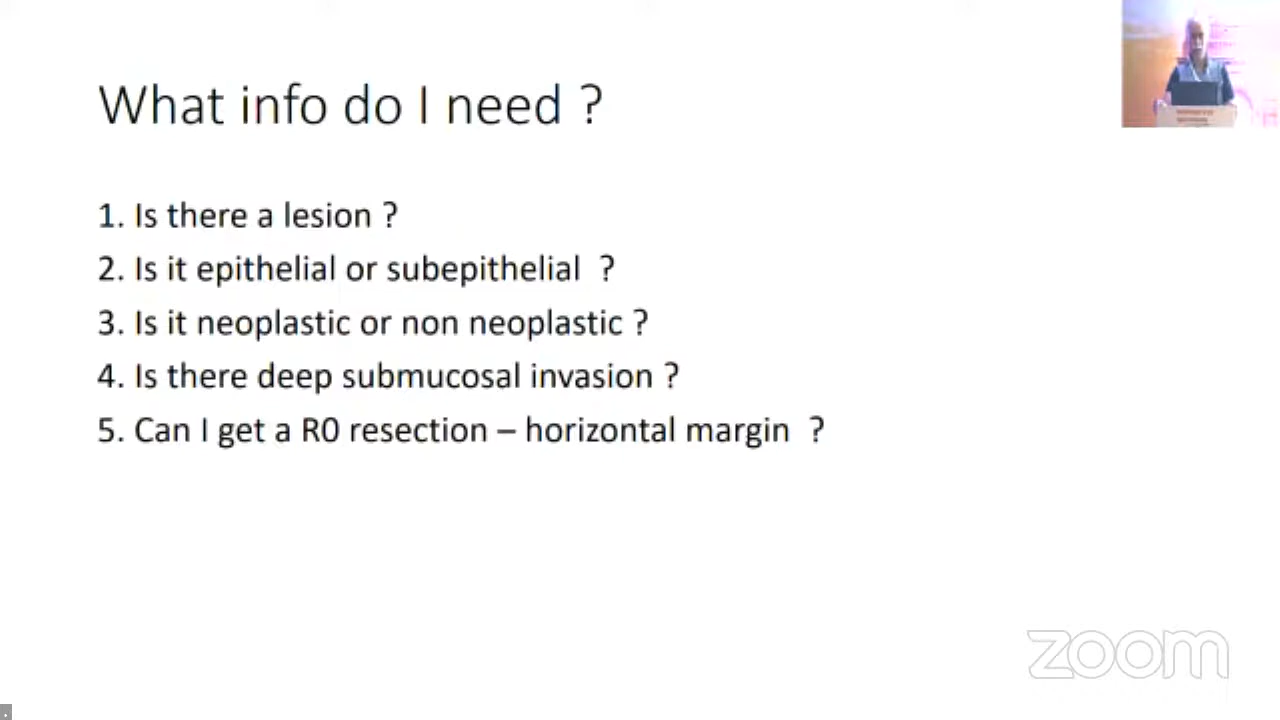 What info do I need ?
1. Is there a lesion ?
2. Is it epithelial or subepithelial ?
3. Is it neoplastic or non neoplastic ?
4. Is there deep submucosal invasion ?
5. Can I get a R0 resection – horizontal margin ?
zoom